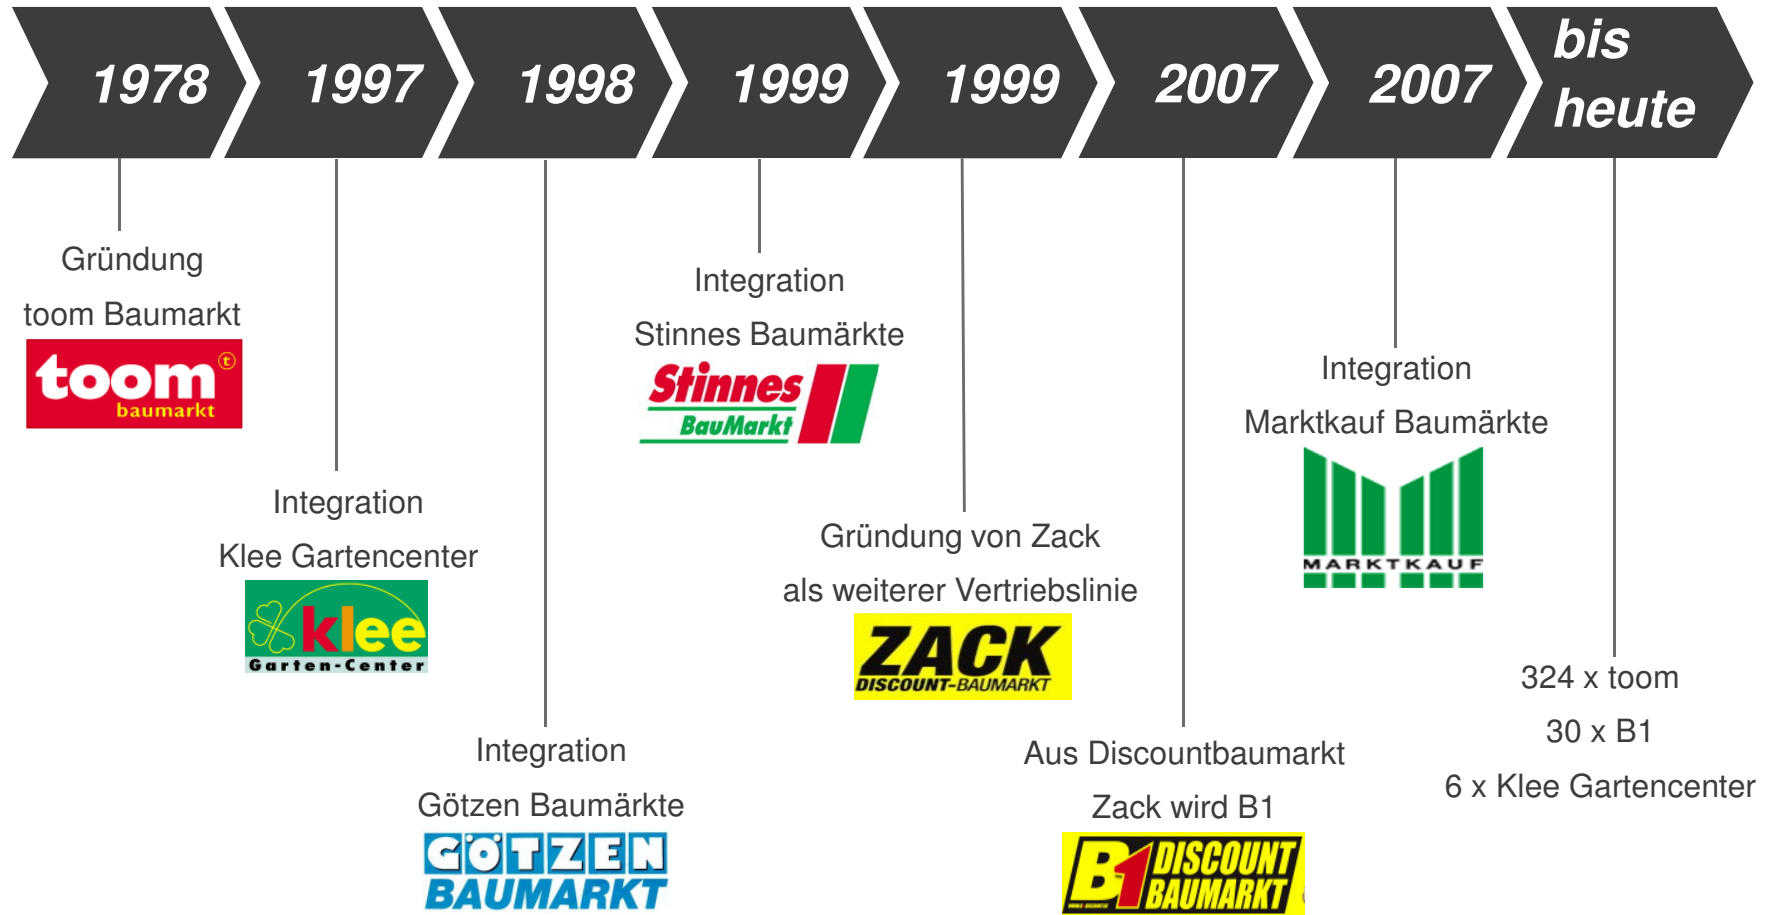 1978
1997
1998
1999
1999
2007
2007
bis
heute
Gründung
toom Baumarkt
toom t
baumarkt
Integration
Klee Gartencenter
klee
Garten-Center
Integration
Götzen Baumärkte
GÖTZEN
BAUMARKT
Integration
Stinnes Baumärkte
Stinnes
BauMarkt
Gründung von Zack
als weiterer Vertriebslinie
ZACK
DISCOUNT-BAUMARKT
Aus Discountbaumarkt
Zack wird B1
B1 DISCOUNT
BAUMARKT
Integration
Marktkauf Baumärkte
MARKTKAUF
324 x toom
30 x B1
6 x Klee Gartencenter